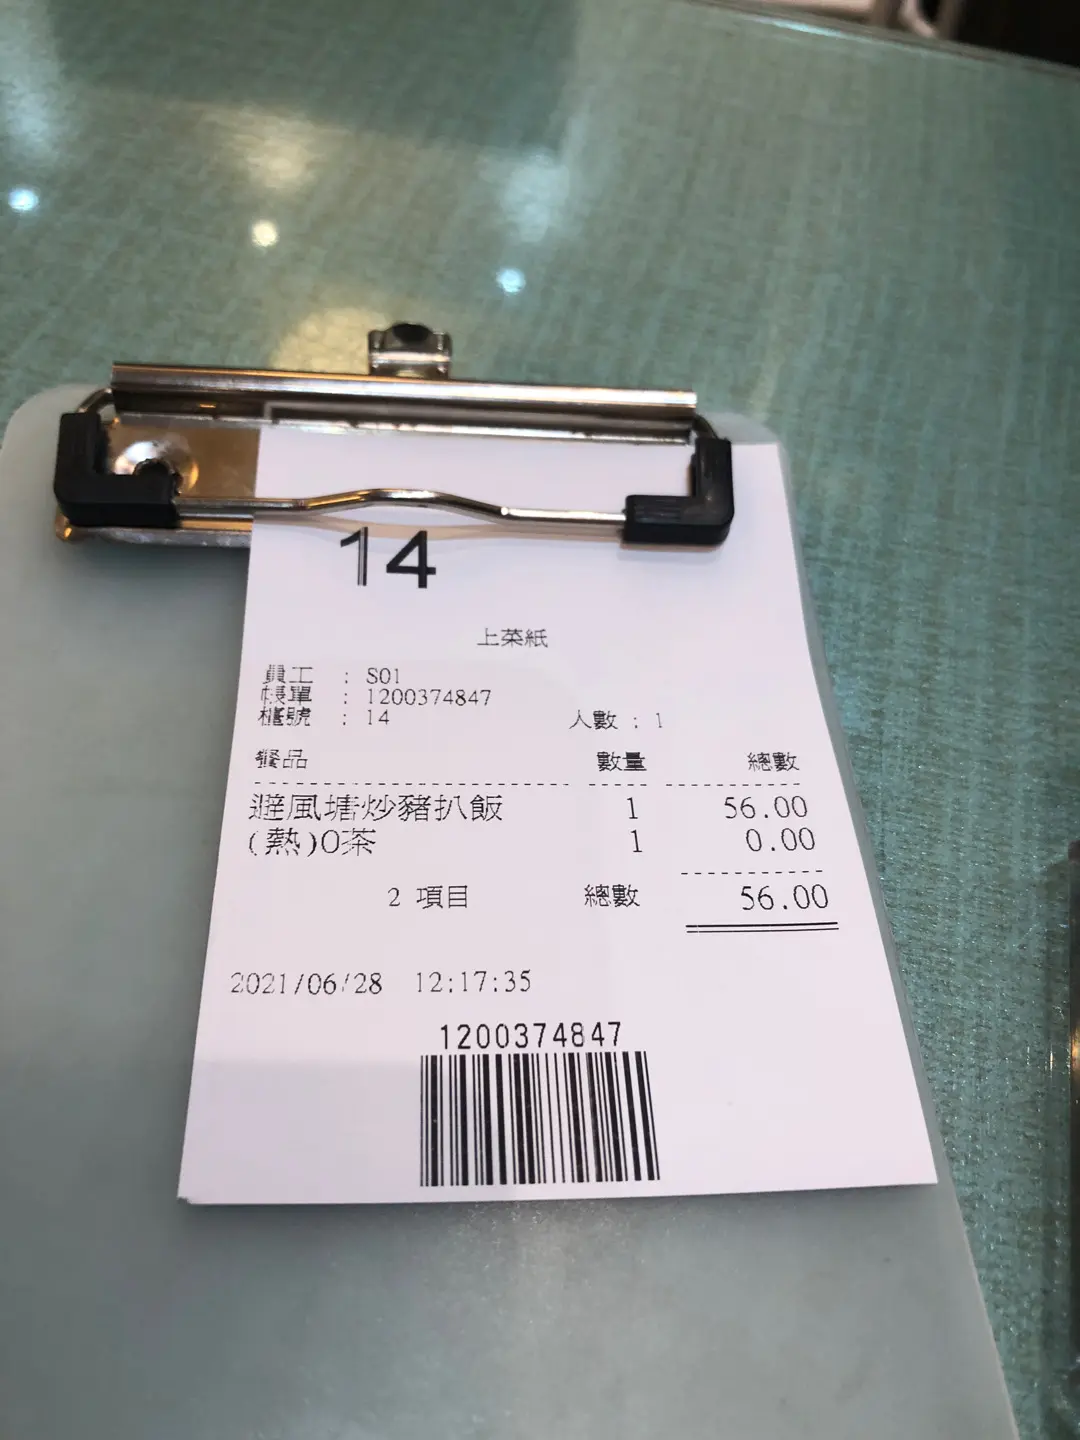 14
上菜紙
員工 : S01
帳單 : 1200374847
檯號 : 14 人數 : 1
餐品 數量 總數
避風塘炒豬扒飯 1 56.00
(熱)O茶 1 0.00
2 項目 總數 56.00
2021/06/28 12:17:35
1200374847